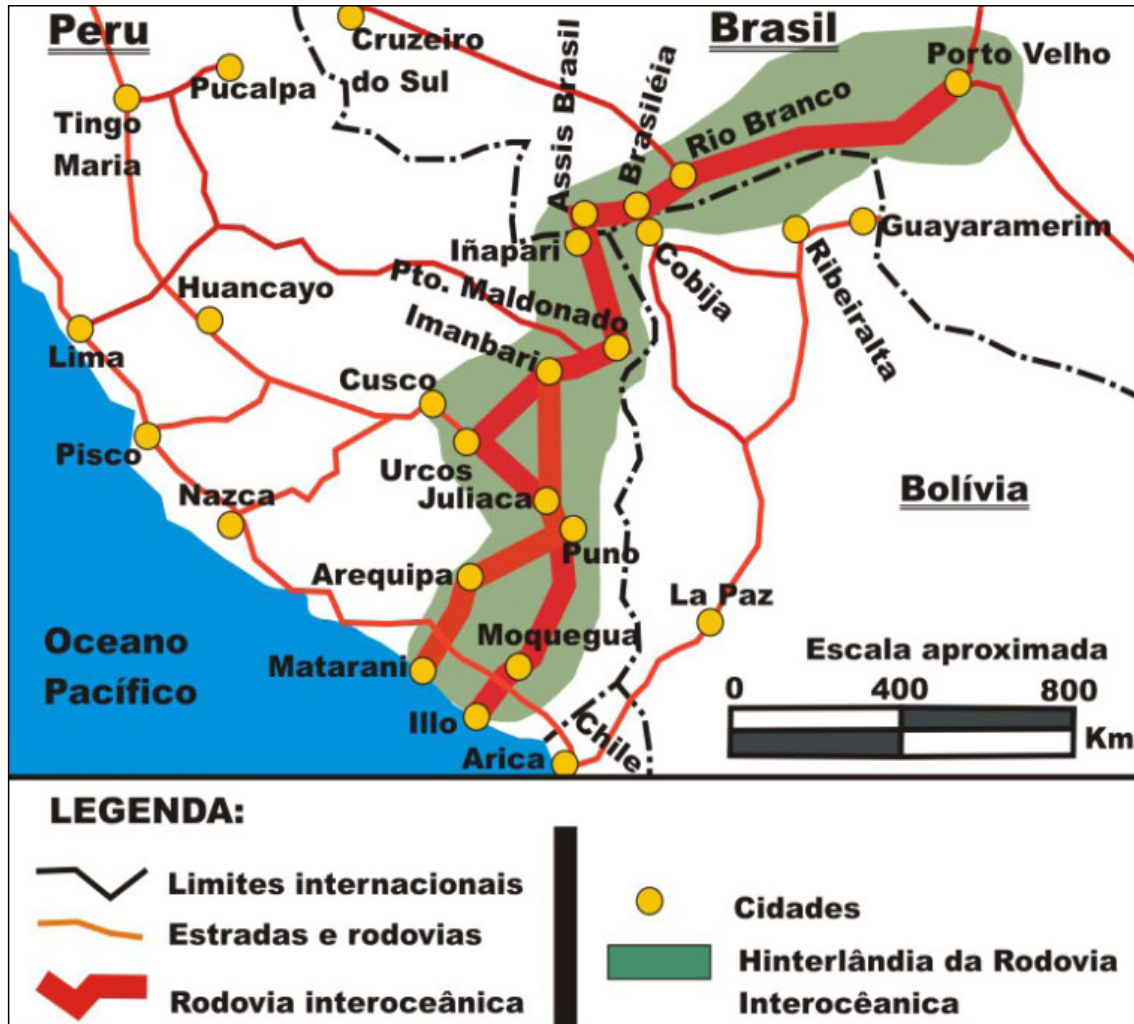 Peru
Brasil
Cruzeiro
do Sul
Pucalpa
Tingo
Maria
Assis Brasil
Brasiléia
Rio Branco
Porto Velho
Iñapari
Cobija
Ribeiralta
Guayaramerim
Huancayo
Pto. Maldonado
Imanbari
Lima
Cusco
Pisco
Urcos
Nazca
Juliaca
Bolívia
Puno
Arequipa
La Paz
Oceano
Pacífico
Moquegua
Matarani
Illo
Arica
Chile
Escala aproximada
0 400 800
Km
LEGENDA:
Limites internacionais
Estradas e rodovias
Rodovia interoceânica
Cidades
Hinterlândia da Rodovia
Interocêanica